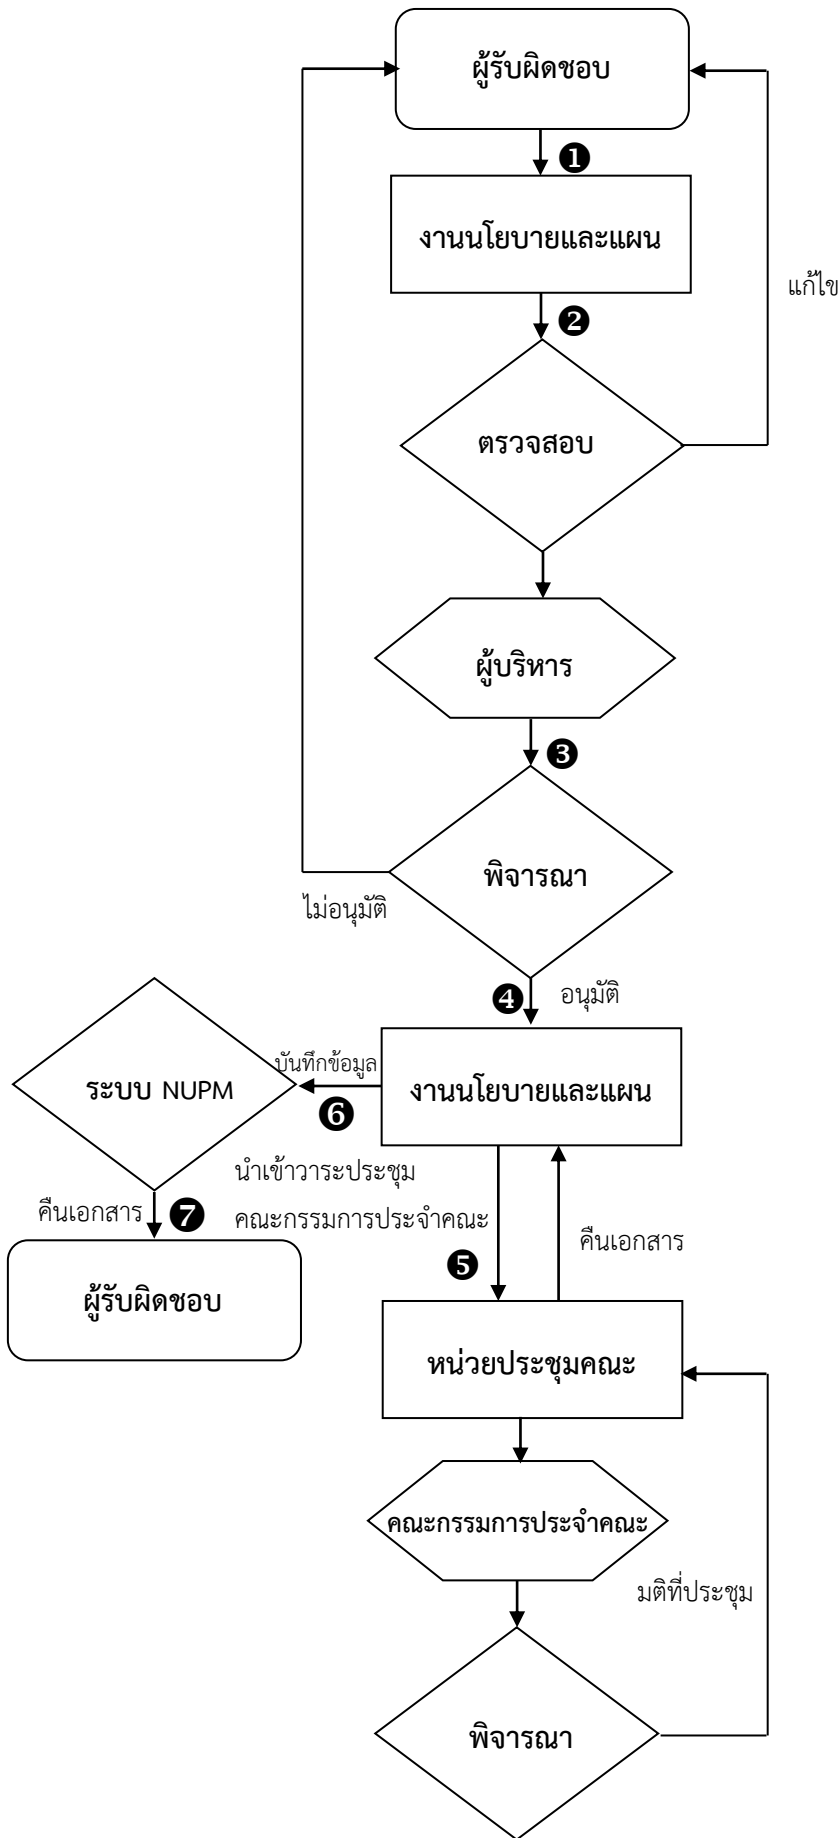 ผู้รับผิดชอบ
❶
งานนโยบายและแผน
แก้ไข
❷
ตรวจสอบ
ผู้บริหาร
❸
พิจารณา
ไม่อนุมัติ
❹
อนุมัติ
บันทึกข้อมูล
ระบบ NUPM
งานนโยบายและแผน
❻
นำเข้าวาระประชุม
คณะกรรมการประจำคณะ
คืนเอกสาร
❼
คืนเอกสาร
❺
ผู้รับผิดชอบ
หน่วยประชุมคณะ
คณะกรรมการประจำคณะ
มติที่ประชุม
พิจารณา